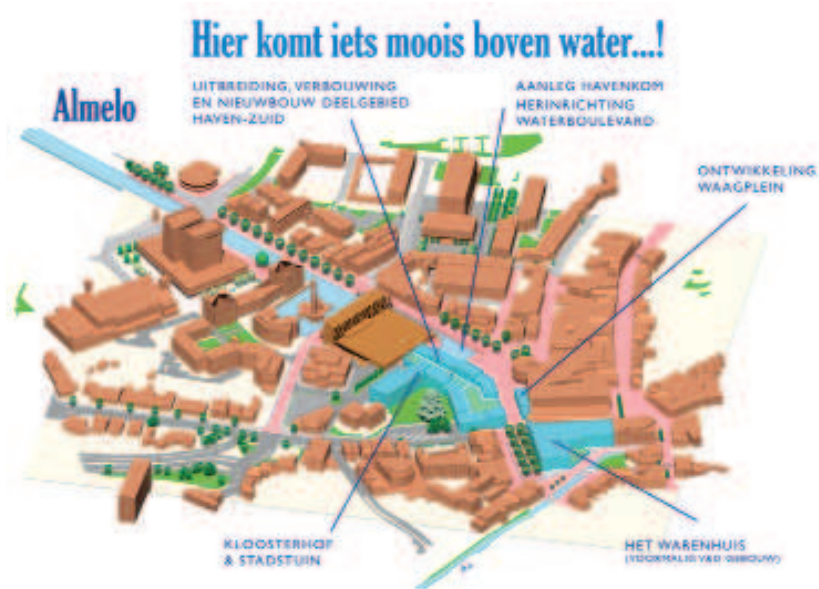 Hier komt iets moois boven water...!
Almelo
UITBREIDING, VERBOUWING
EN NIEUWBOUW DEELGEBIED
HAVEN-ZUID
AANLEG HAVENKOM
HERINRICHTING
WATERBOULEVARD
ONTWIKKELING
WAAGPLEIN
KLOOSTERHOF
& STADSTUIN
HET WARENHUIS
(VOORMALIG V&D GEBOUW)